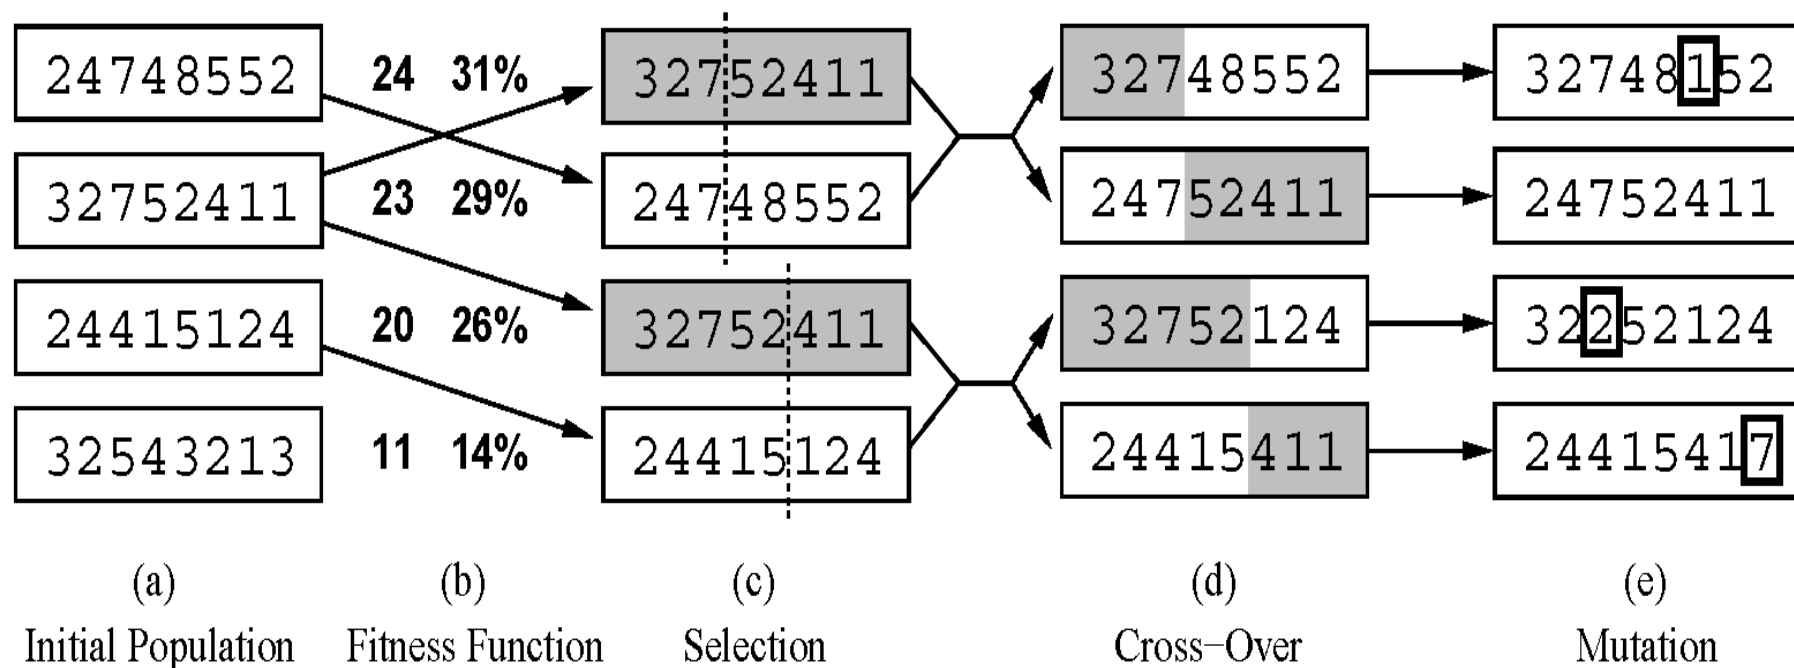 24748552 24 31% 32752411 32748552 32748152
32752411 23 29% 24748552 24752411 24752411
24415124 20 26% 32752411 32752124 32252124
32543213 11 14% 24415124 24415411 24415417
(a) (b) (c) (d) (e)
Initial Population Fitness Function Selection Cross−Over Mutation